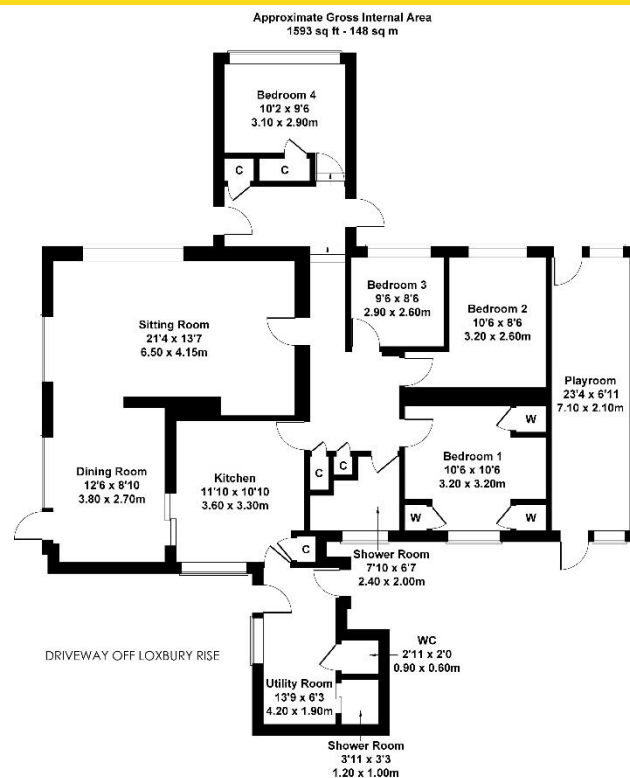 Approximate Gross Internal Area
1593 sq ft - 148 sq m
Bedroom 4
10'2 x 9'6
3.10 x 2.90m
C
C
Sitting Room
21'4 x 13'7
6.50 x 4.15m
Bedroom 3
9'6 x 8'6
2.90 x 2.60m
Bedroom 2
10'6 x 8'6
3.20 x 2.60m
Playroom
23'4 x 6'11
7.10 x 2.10m
Dining Room
12'6 x 8'10
3.80 x 2.70m
Kitchen
11'10 x 10'10
3.60 x 3.30m
C
C
Bedroom 1
10'6 x 10'6
3.20 x 3.20m
W
W
W
C
Shower Room
7'10 x 6'7
2.40 x 2.00m
DRIVEWAY OFF LOXBURY RISE
WC
2'11 x 2'0
0.90 x 0.60m
Utility Room
13'9 x 6'3
4.20 x 1.90m
Shower Room
3'11 x 3'3
1.20 x 1.00m